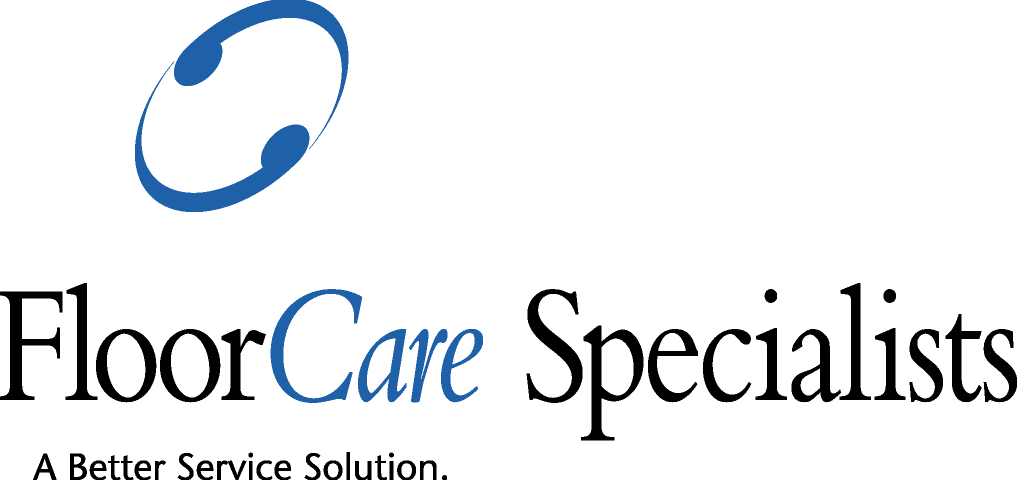 FloorCare Specialists
A Better Service Solution.